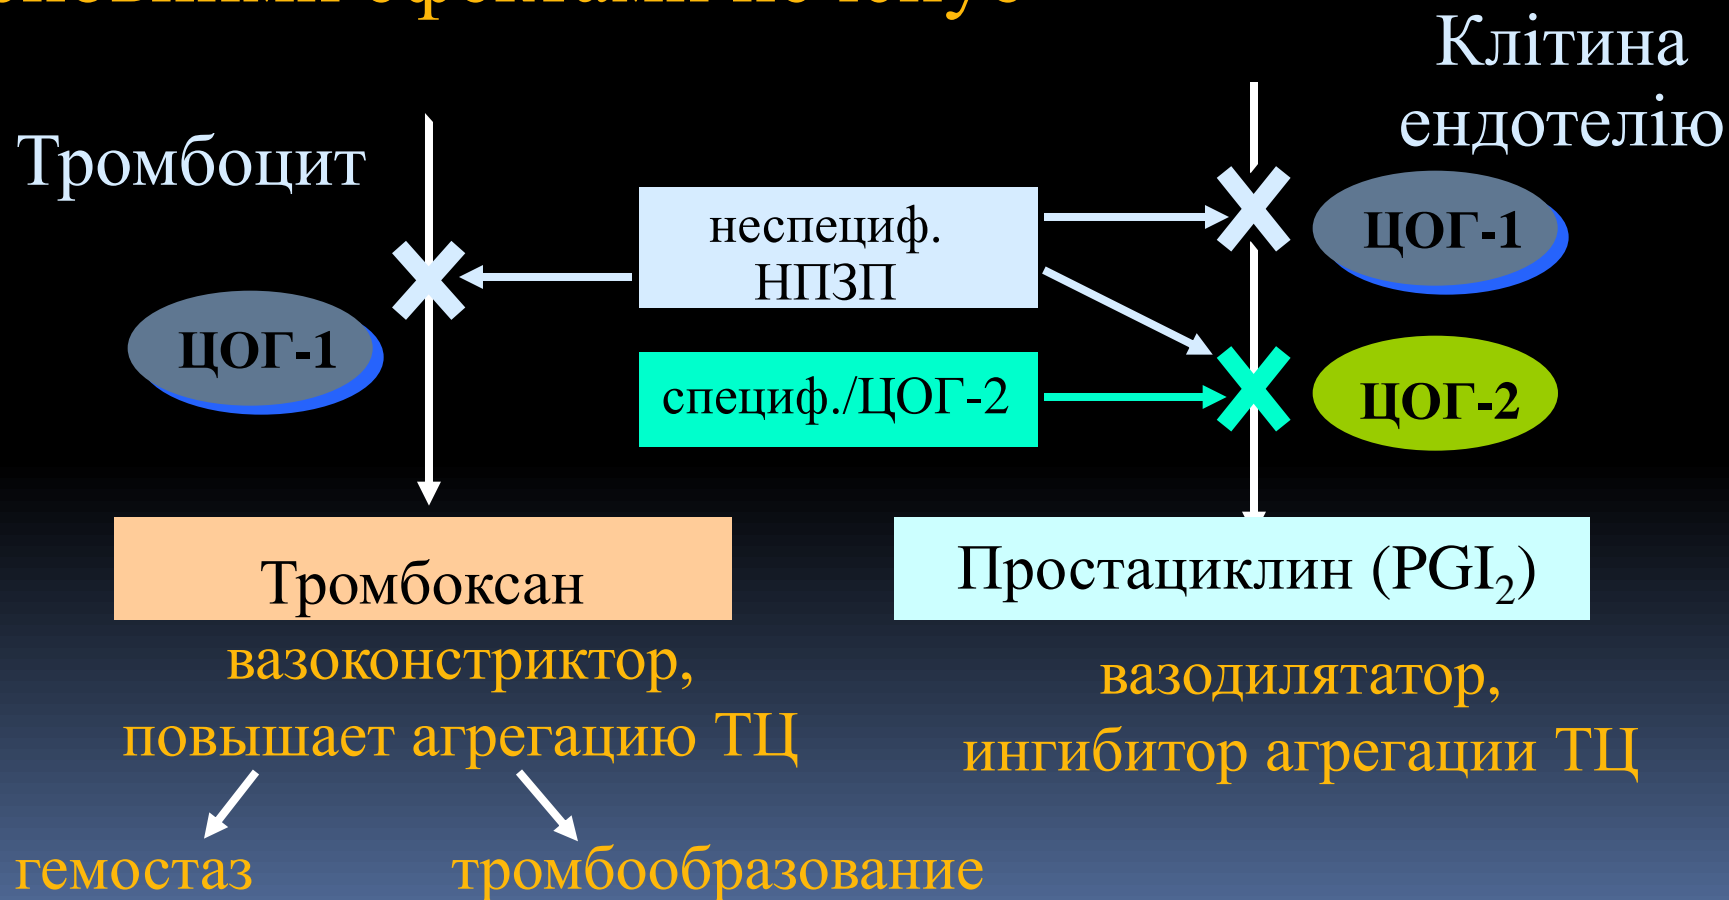 Клітина
ендотелію
Тромбоцит
неспециф.
НПЗП
ЦОГ-1
ЦОГ-1
специф./ЦОГ-2
ЦОГ-2
Тромбоксан
Простациклин (PGI₂)
вазоконстриктор,
повышает агрегацию ТЦ
вазодилятатор,
ингибитор агрегации ТЦ
гемостаз
тромбообразование